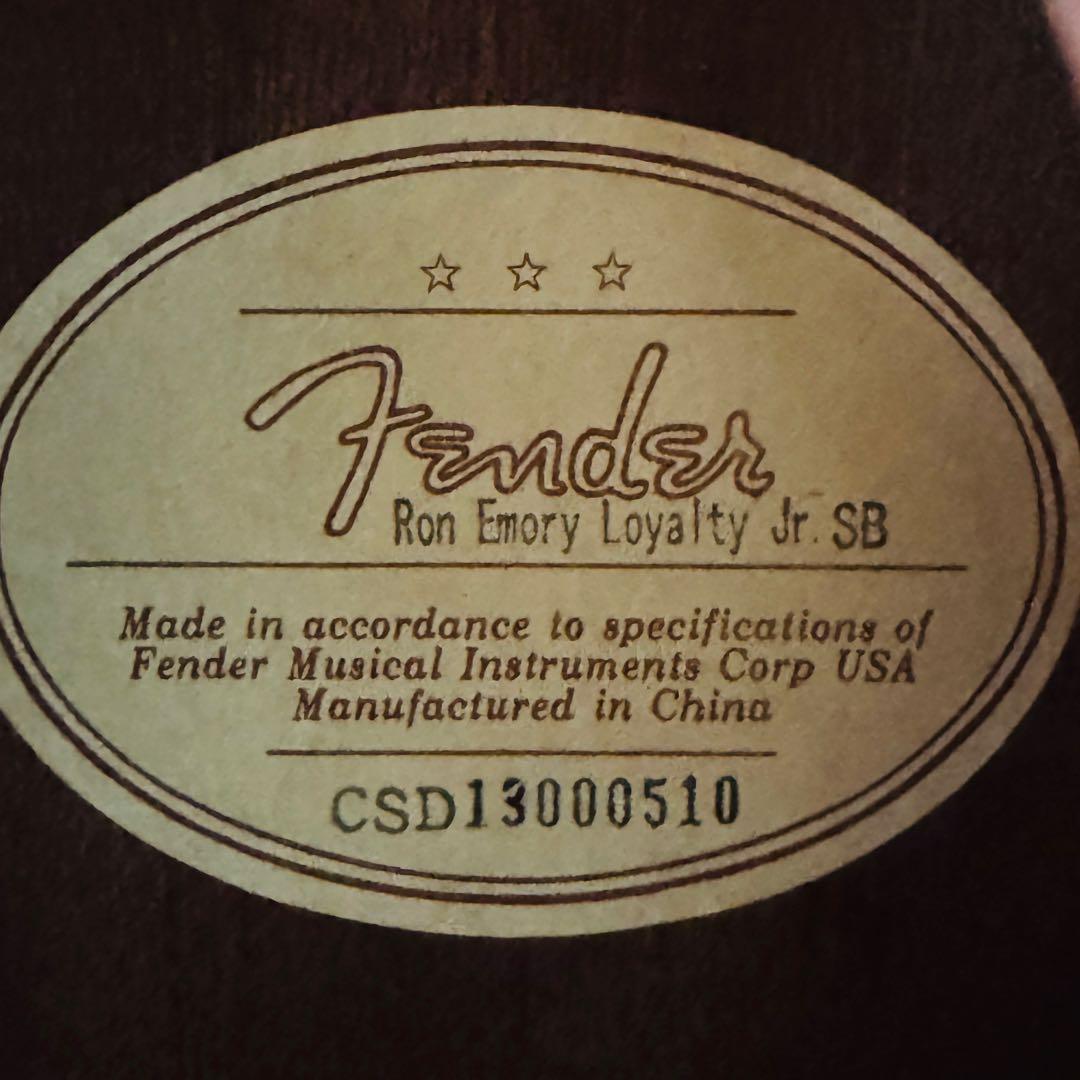 Fender
Ron Emory Loyalty Jr. SB
Made in accordance to specifications of
Fender Musical Instruments Corp USA
Manufactured in China
CSD13000510